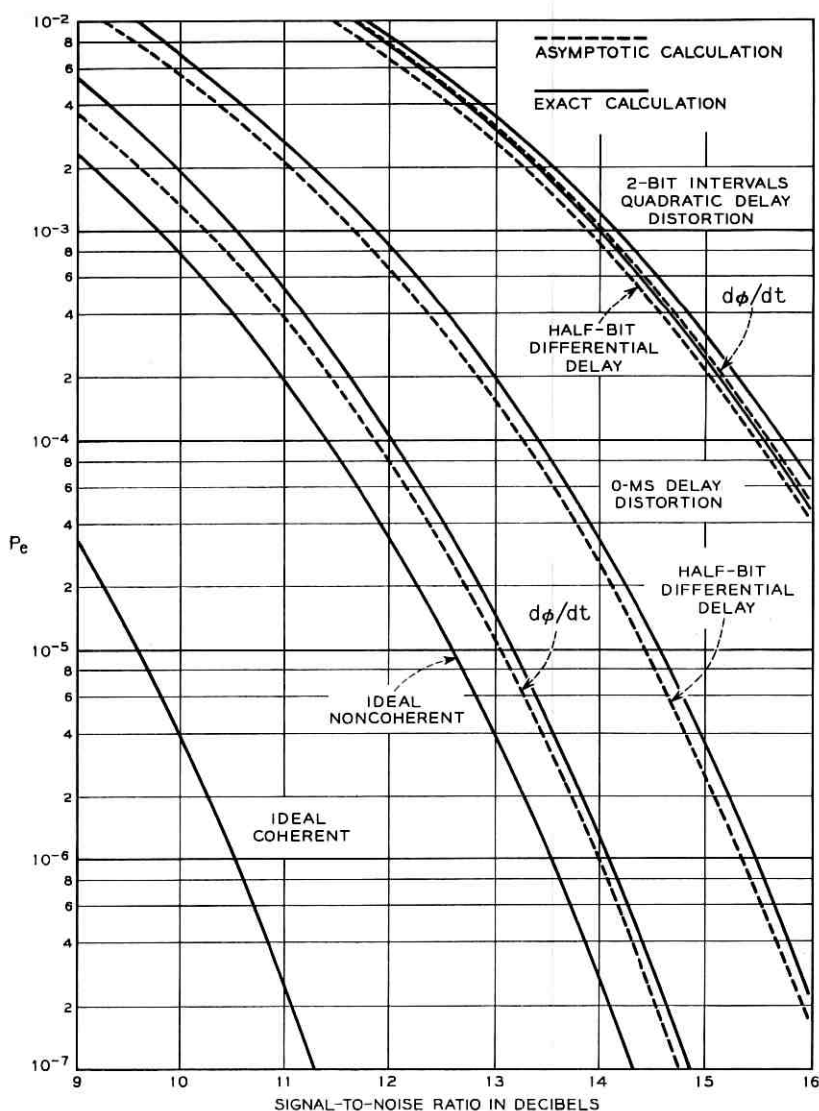 10⁻²
8
6
4
2
10⁻³
8
6
4
2
10⁻⁴
8
6
4
2
10⁻⁵
8
6
4
2
10⁻⁶
8
6
4
2
10⁻⁷
Pe
ASYMPTOTIC CALCULATION
EXACT CALCULATION
2-BIT INTERVALS
QUADRATIC DELAY
DISTORTION
dφ/dt
HALF-BIT
DIFFERENTIAL
DELAY
0-MS DELAY
DISTORTION
HALF-BIT
DIFFERENTIAL
DELAY
dφ/dt
IDEAL
NONCOHERENT
IDEAL
COHERENT
9 10 11 12 13 14 15 16
SIGNAL-TO-NOISE RATIO IN DECIBELS